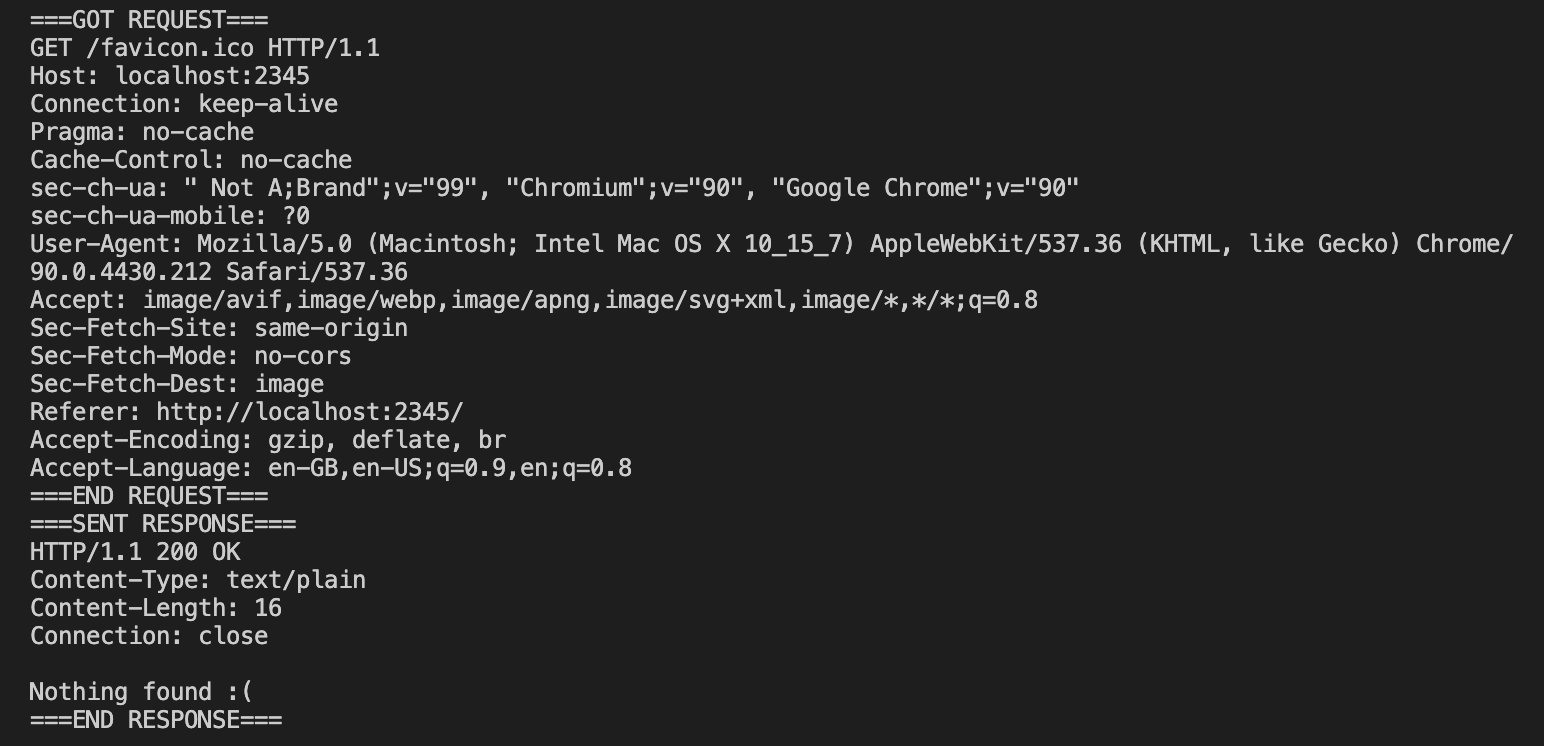 ===GOT REQUEST===
GET /favicon.ico HTTP/1.1
Host: localhost:2345
Connection: keep-alive
Pragma: no-cache
Cache-Control: no-cache
sec-ch-ua: " Not A;Brand";v="99", "Chromium";v="90", "Google Chrome";v="90"
sec-ch-ua-mobile: ?0
User-Agent: Mozilla/5.0 (Macintosh; Intel Mac OS X 10_15_7) AppleWebKit/537.36 (KHTML, like Gecko) Chrome/
90.0.4430.212 Safari/537.36
Accept: image/avif,image/webp,image/apng,image/svg+xml,image/*,*/*;q=0.8
Sec-Fetch-Site: same-origin
Sec-Fetch-Mode: no-cors
Sec-Fetch-Dest: image
Referer: http://localhost:2345/
Accept-Encoding: gzip, deflate, br
Accept-Language: en-GB,en-US;q=0.9,en;q=0.8
===END REQUEST===
===SENT RESPONSE===
HTTP/1.1 200 OK
Content-Type: text/plain
Content-Length: 16
Connection: close

Nothing found :(
===END RESPONSE===